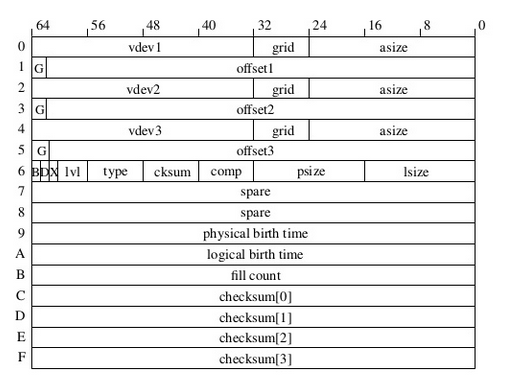 64 56 48 40 32 24 16 8 0
0 vdev1 grid asize
1 G offset1
2 vdev2 grid asize
3 G offset2
4 vdev3 grid asize
5 G offset3
6 BDX lvl type cksum comp psize lsize
7 spare
8 spare
9 physical birth time
A logical birth time
B fill count
C checksum[0]
D checksum[1]
E checksum[2]
F checksum[3]